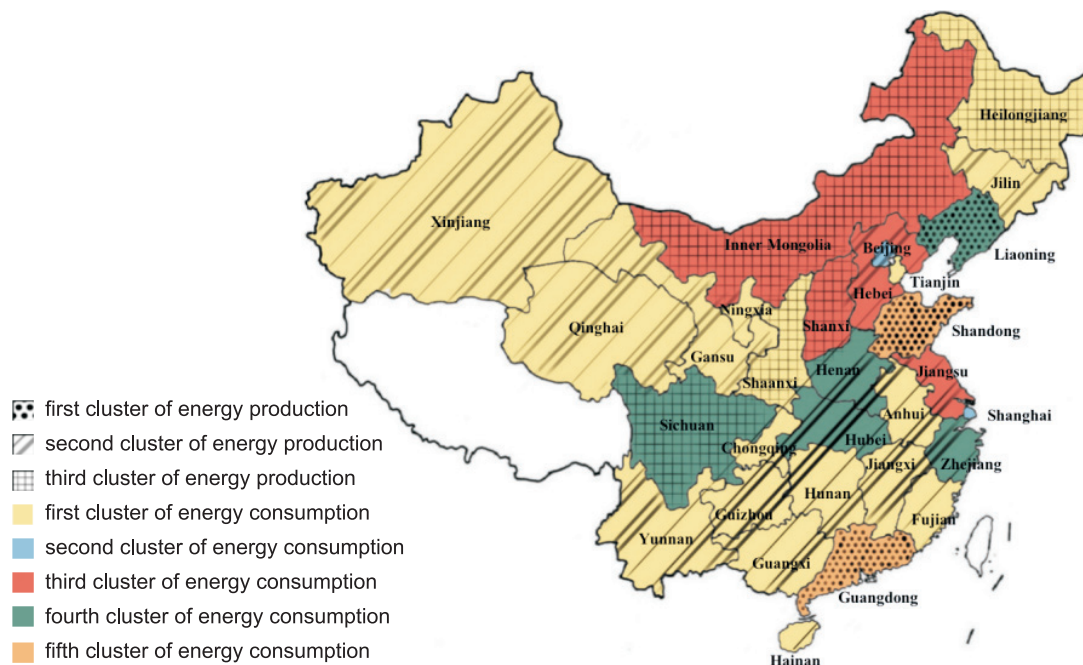 Heilongjiang
Jilin
Xinjiang
Inner Mongolia
Beijing
Liaoning
Tianjin
Hebei
Ningxia
Qinghai
Shanxi
Shandong
Gansu
Henan
Jiangsu
Shaanxi
first cluster of energy production
Anhui
Shanghai
Sichuan
second cluster of energy production
Hubei
Chongqing
Jiangxi
Zhejiang
third cluster of energy production
Hunan
first cluster of energy consumption
Guizhou
Fujian
Yunnan
second cluster of energy consumption
Guangxi
third cluster of energy consumption
Guangdong
fourth cluster of energy consumption
fifth cluster of energy consumption
Hainan